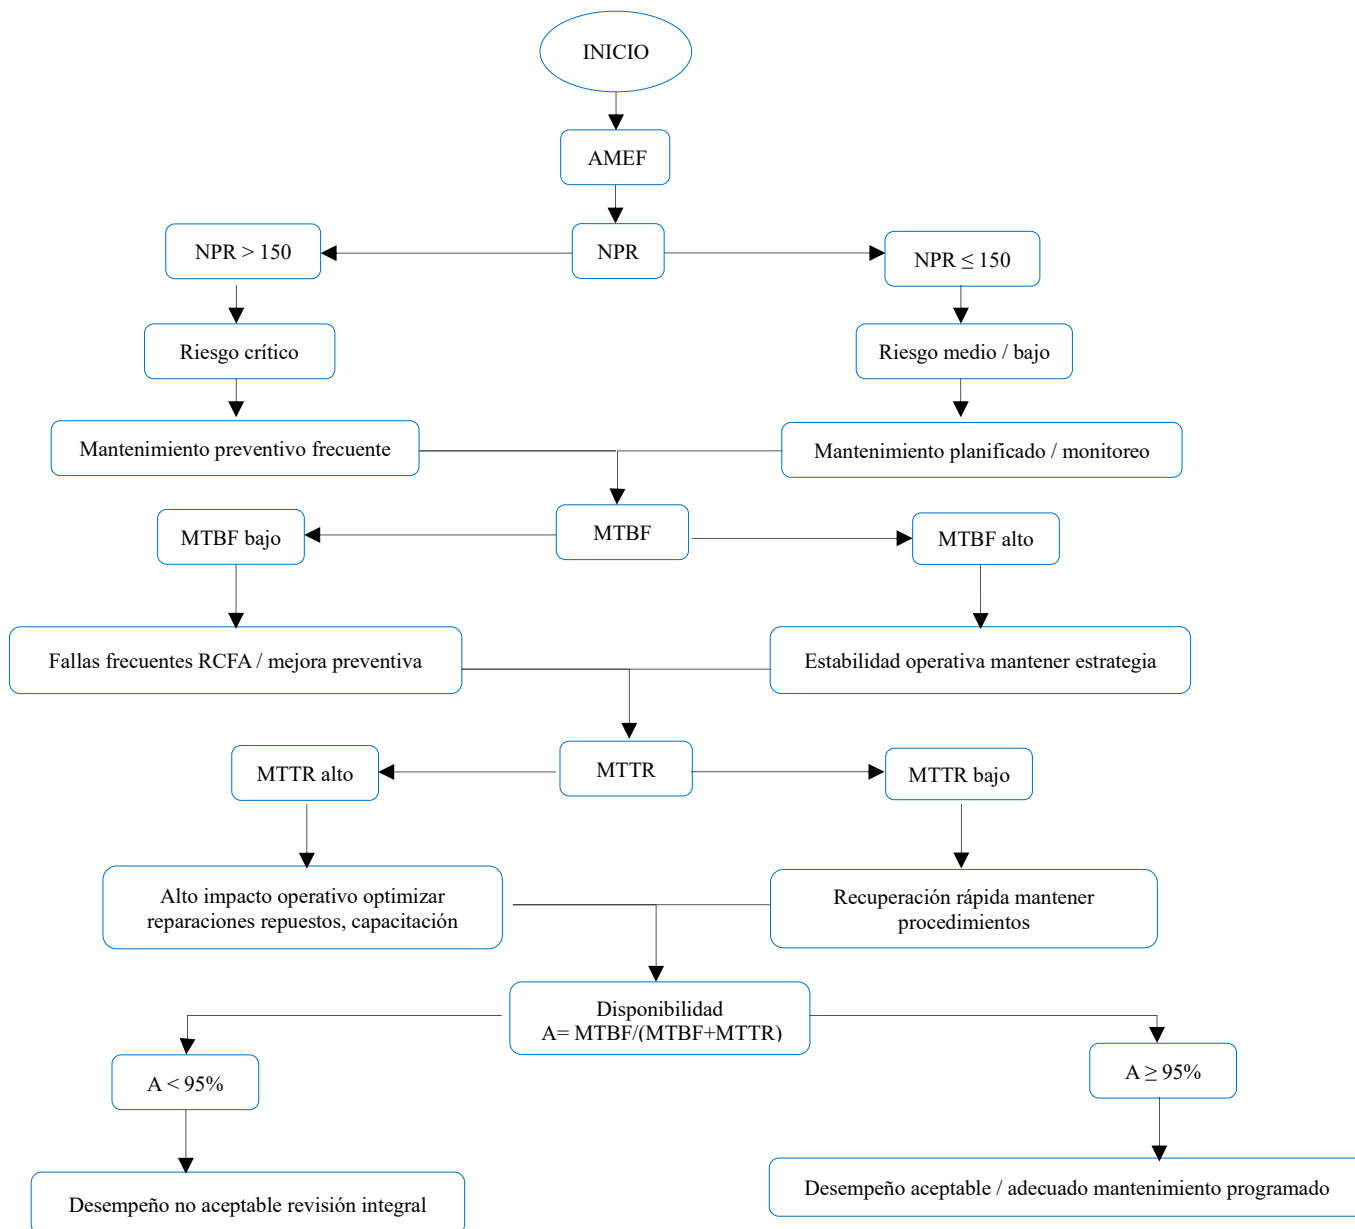 INICIO
AMEF
NPR > 150
NPR
NPR ≤ 150
Riesgo crítico
Riesgo medio / bajo
Mantenimiento preventivo frecuente
Mantenimiento planificado / monitoreo
MTBF bajo
MTBF
MTBF alto
Fallas frecuentes RCFA / mejora preventiva
Estabilidad operativa mantener estrategia
MTTR alto
MTTR
MTTR bajo
Alto impacto operativo optimizar
reparaciones repuestos, capacitación
Recuperación rápida mantener
procedimientos
Disponibilidad
A= MTBF/(MTBF+MTTR)
A < 95%
A ≥ 95%
Desempeño no aceptable revisión integral
Desempeño aceptable / adecuado mantenimiento programado